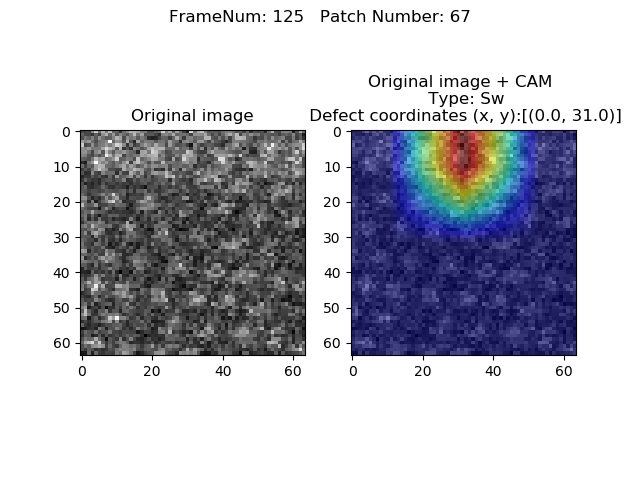 FrameNum: 125   Patch Number: 67
Original image
0
10
20
30
40
50
60
0 20 40 60
Original image + CAM
Type: Sw
Defect coordinates (x, y):[(0.0, 31.0)]
0
10
20
30
40
50
60
0 20 40 60